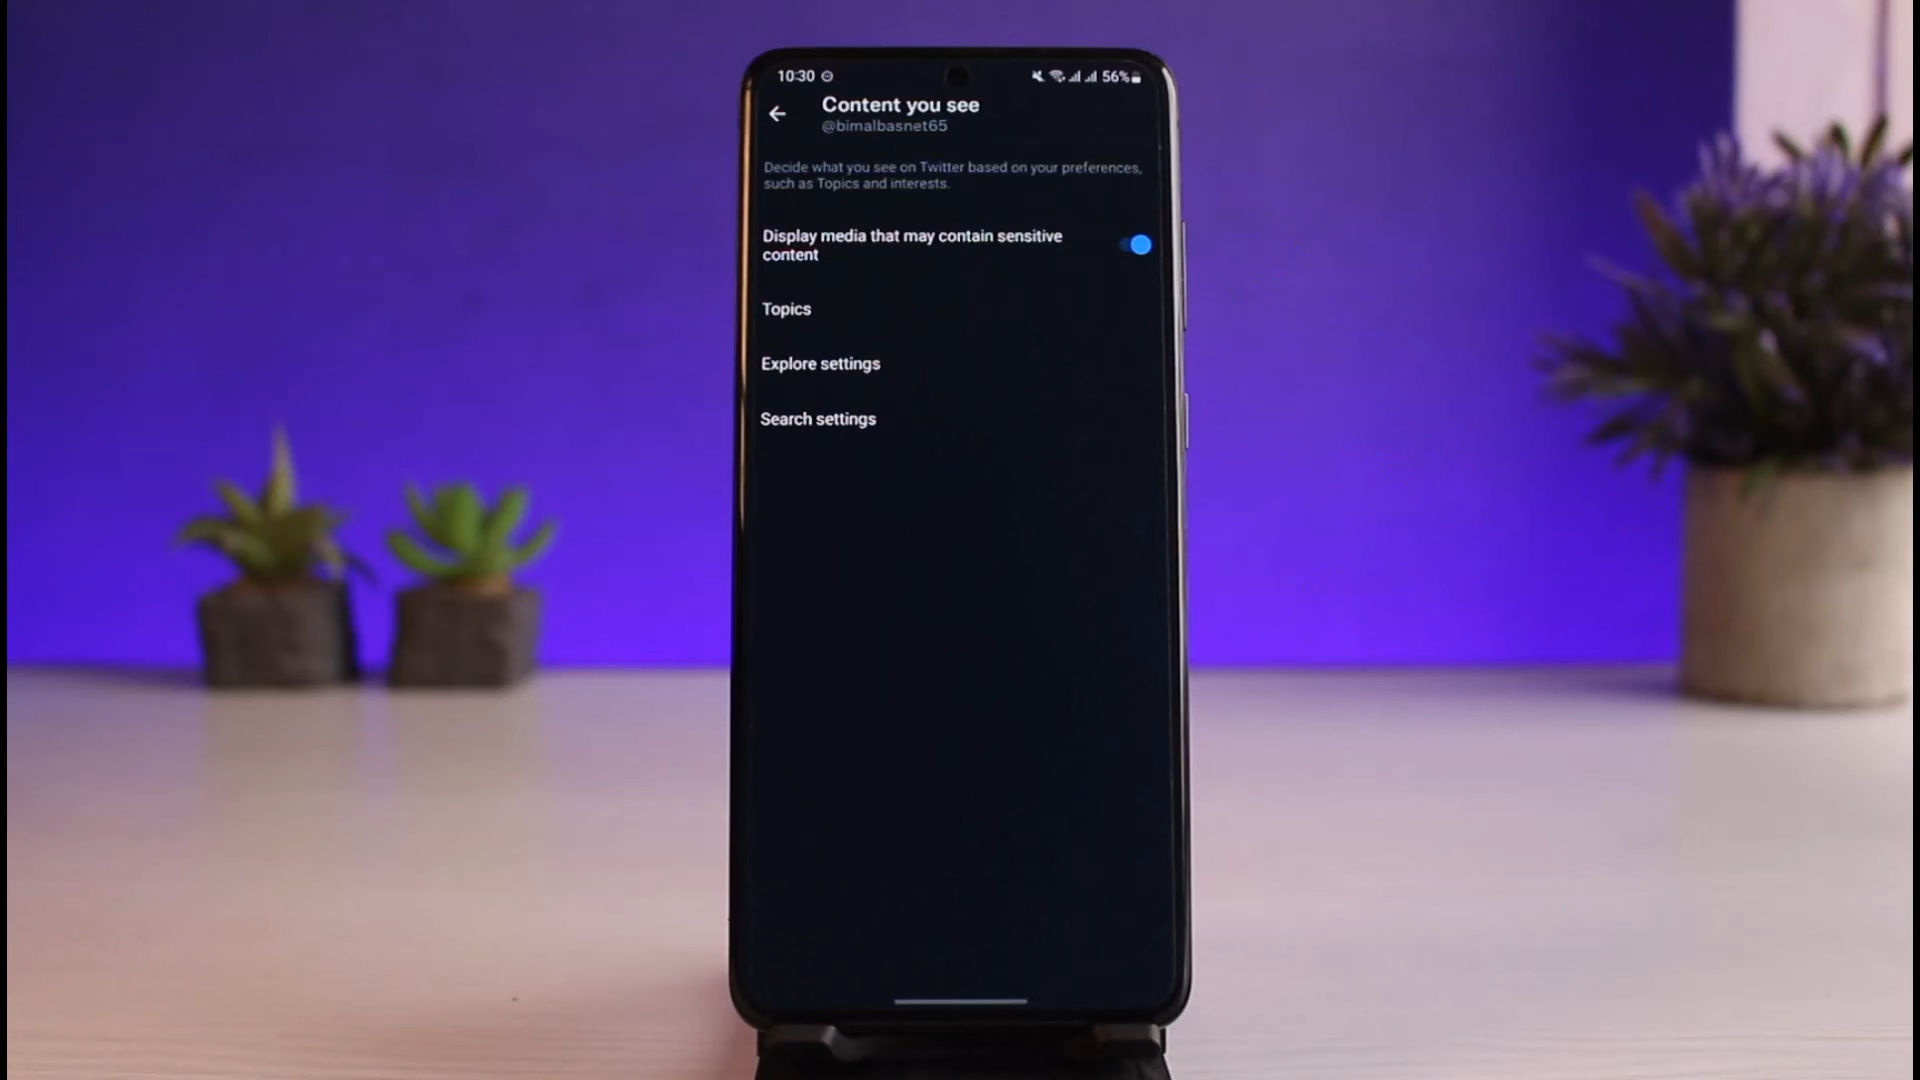 10:30 56%
Content you see
@bimalbasnet65
Decide what you see on Twitter based on your preferences,
such as Topics and interests.
Display media that may contain sensitive
content
Topics
Explore settings
Search settings